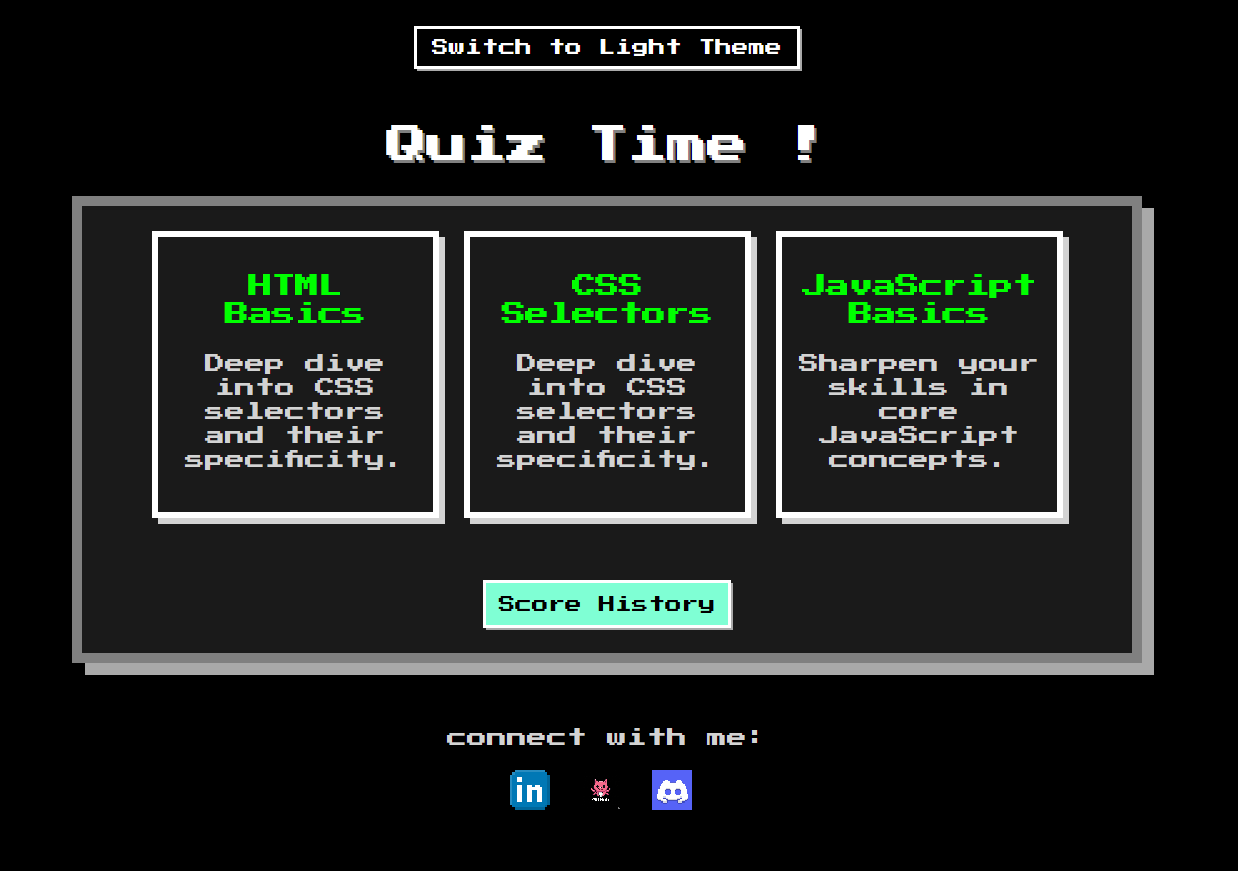 Switch to Light Theme
Quiz Time !
HTML
Basics
Deep dive
into CSS
selectors
and their
specificity.
CSS
Selectors
Deep dive
into CSS
selectors
and their
specificity.
JavaScript
Basics
Sharpen your
skills in
core
JavaScript
concepts.
Score History
connect with me:
in